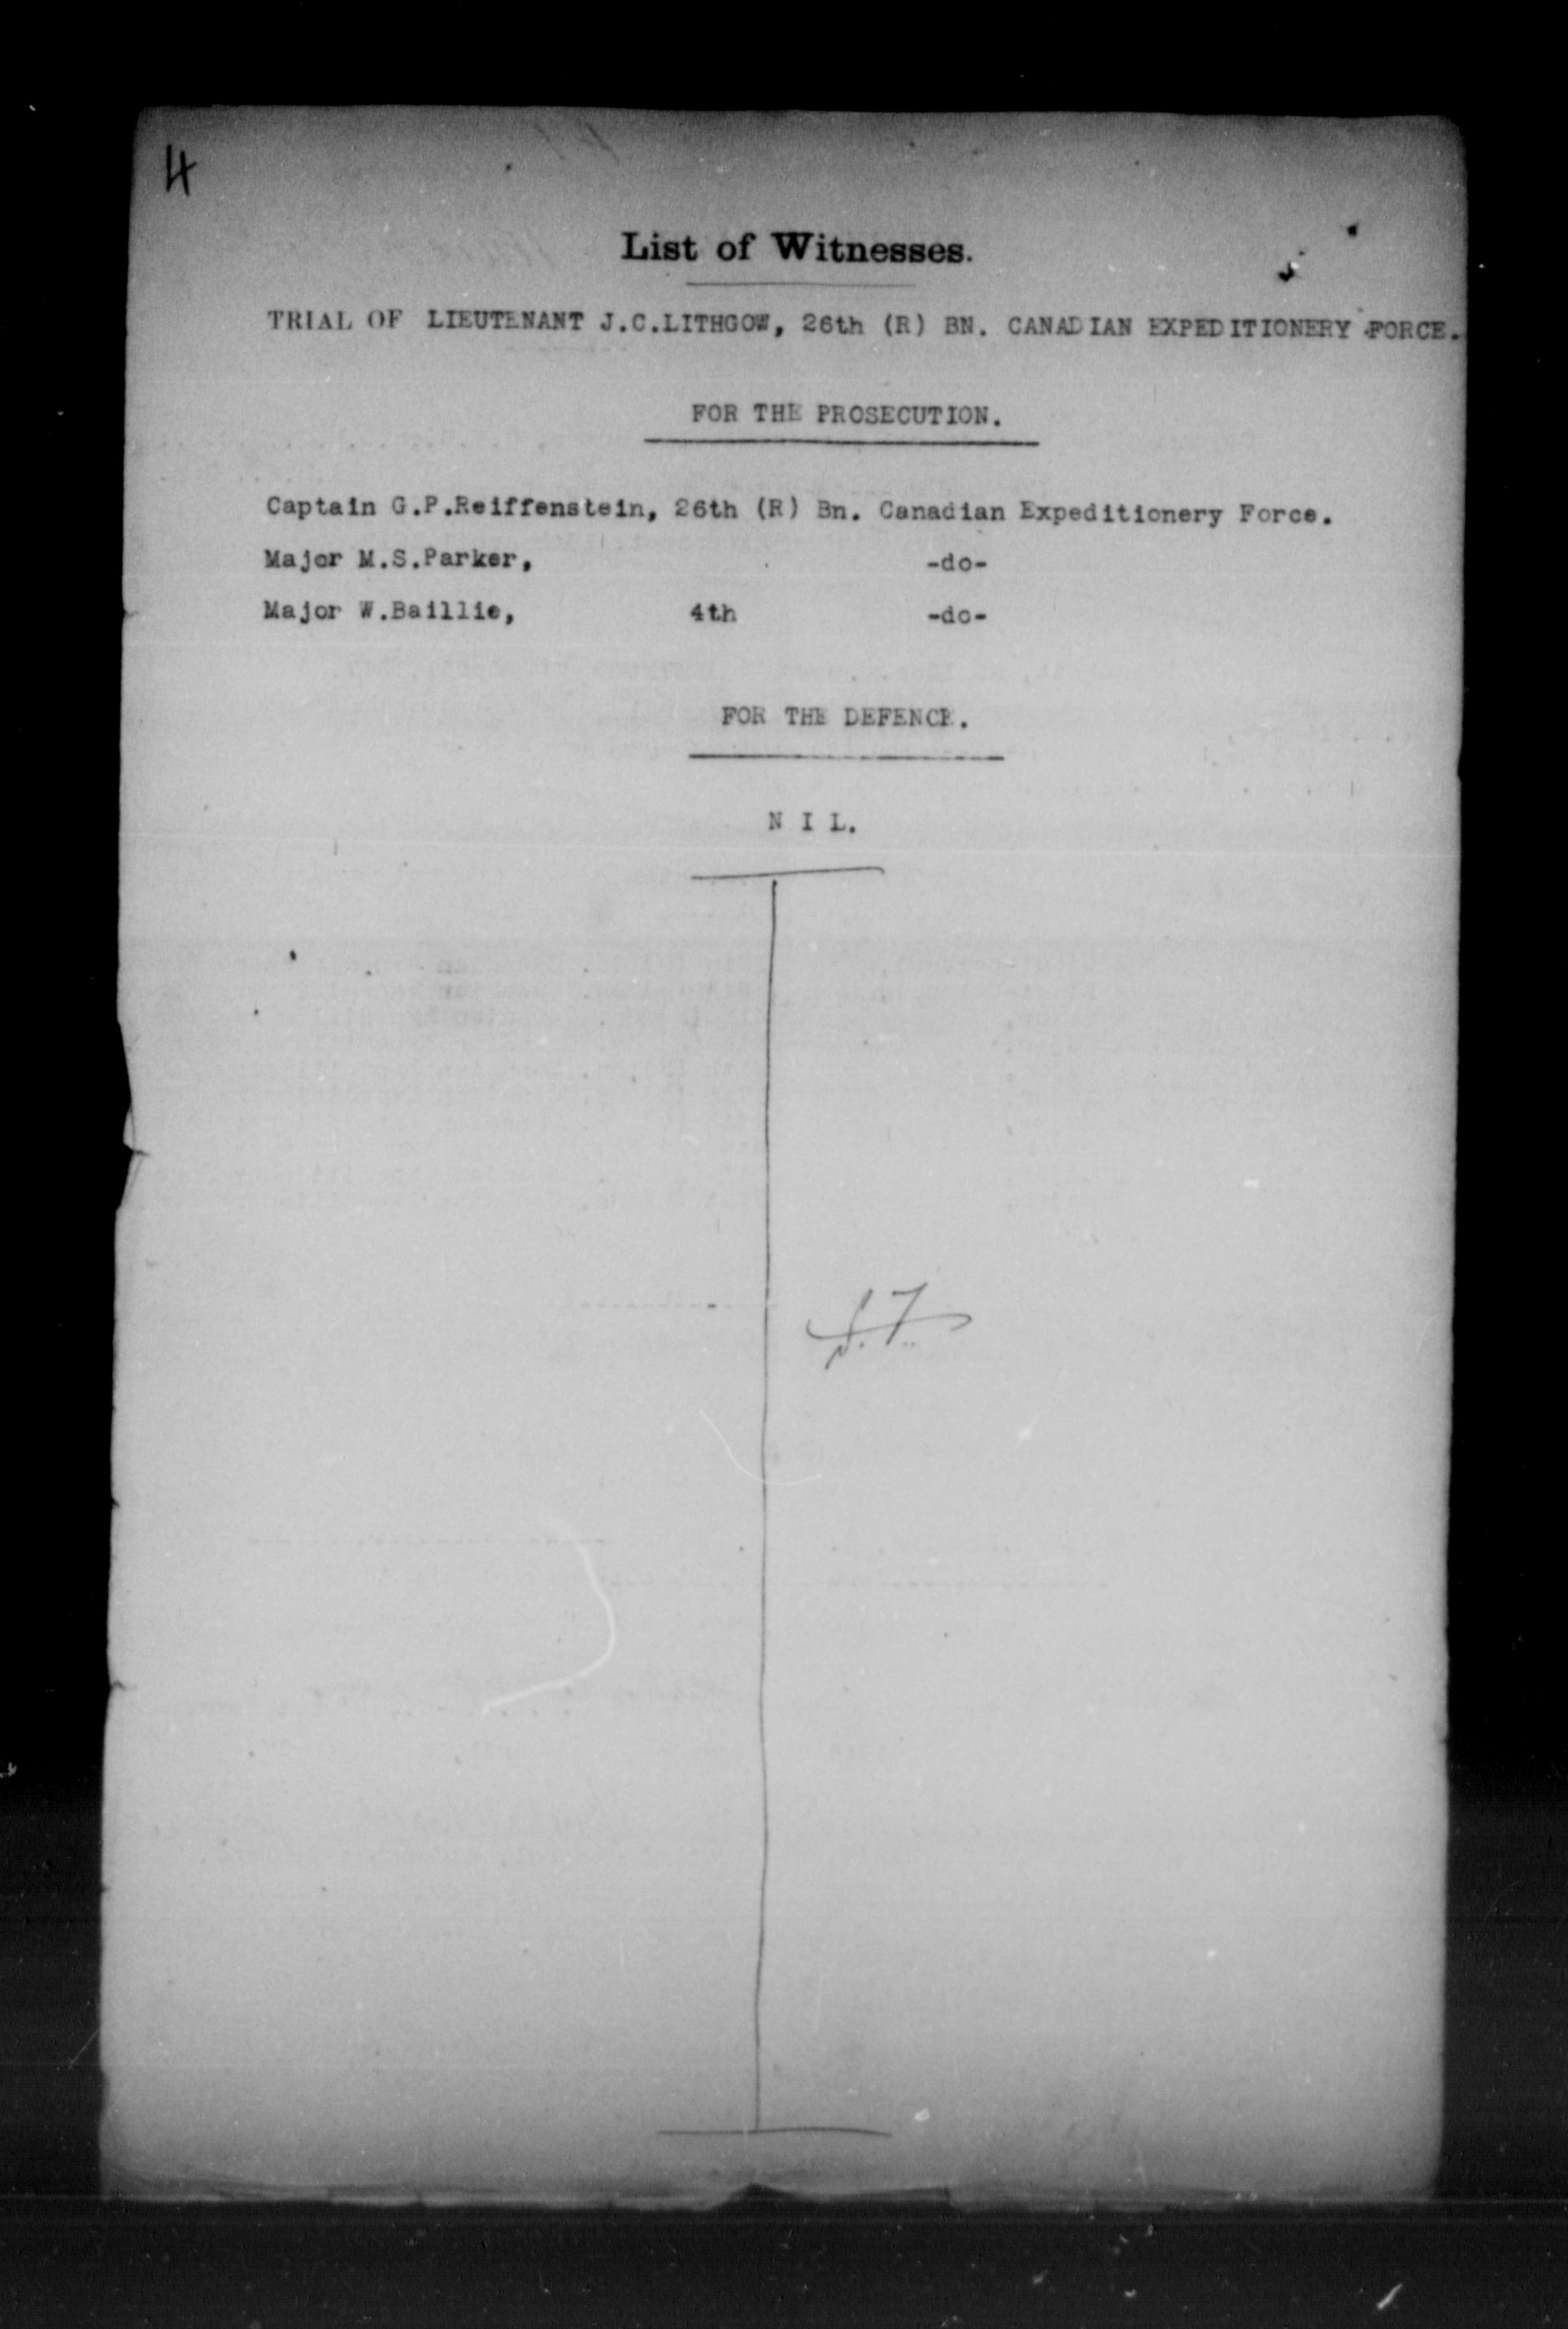 4
List of Witnesses.
TRIAL OF LIEUTENANT J.C.LITHGOW, 26th (R) BN. CANADIAN EXPEDITIONERY FORCE.
FOR THE PROSECUTION.
Captain G.P.Reiffenstein, 26th (R) Bn. Canadian Expeditionery Force.
Major M.S.Parker, -do-
Major W.Baillie, 4th -do-
FOR THE DEFENCE.
N I L.